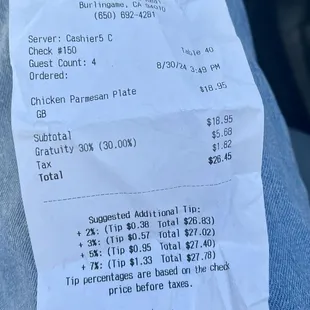 Burlingame, CA 94010
(650) 692-4281
Server: Cashier5 C
Check #150 Table 40
Guest Count: 4 8/30/24 3:49 PM
Ordered:
Chicken Parmesan Plate $18.95
GB
Subtotal $18.95
Gratuity 30% (30.00%) $5.68
Tax $1.82
Total $26.45
Suggested Additional Tip:
+ 2%: (Tip $0.38 Total $26.83)
+ 3%: (Tip $0.57 Total $27.02)
+ 5%: (Tip $0.95 Total $27.40)
+ 7%: (Tip $1.33 Total $27.78)
Tip percentages are based on the check
price before taxes.